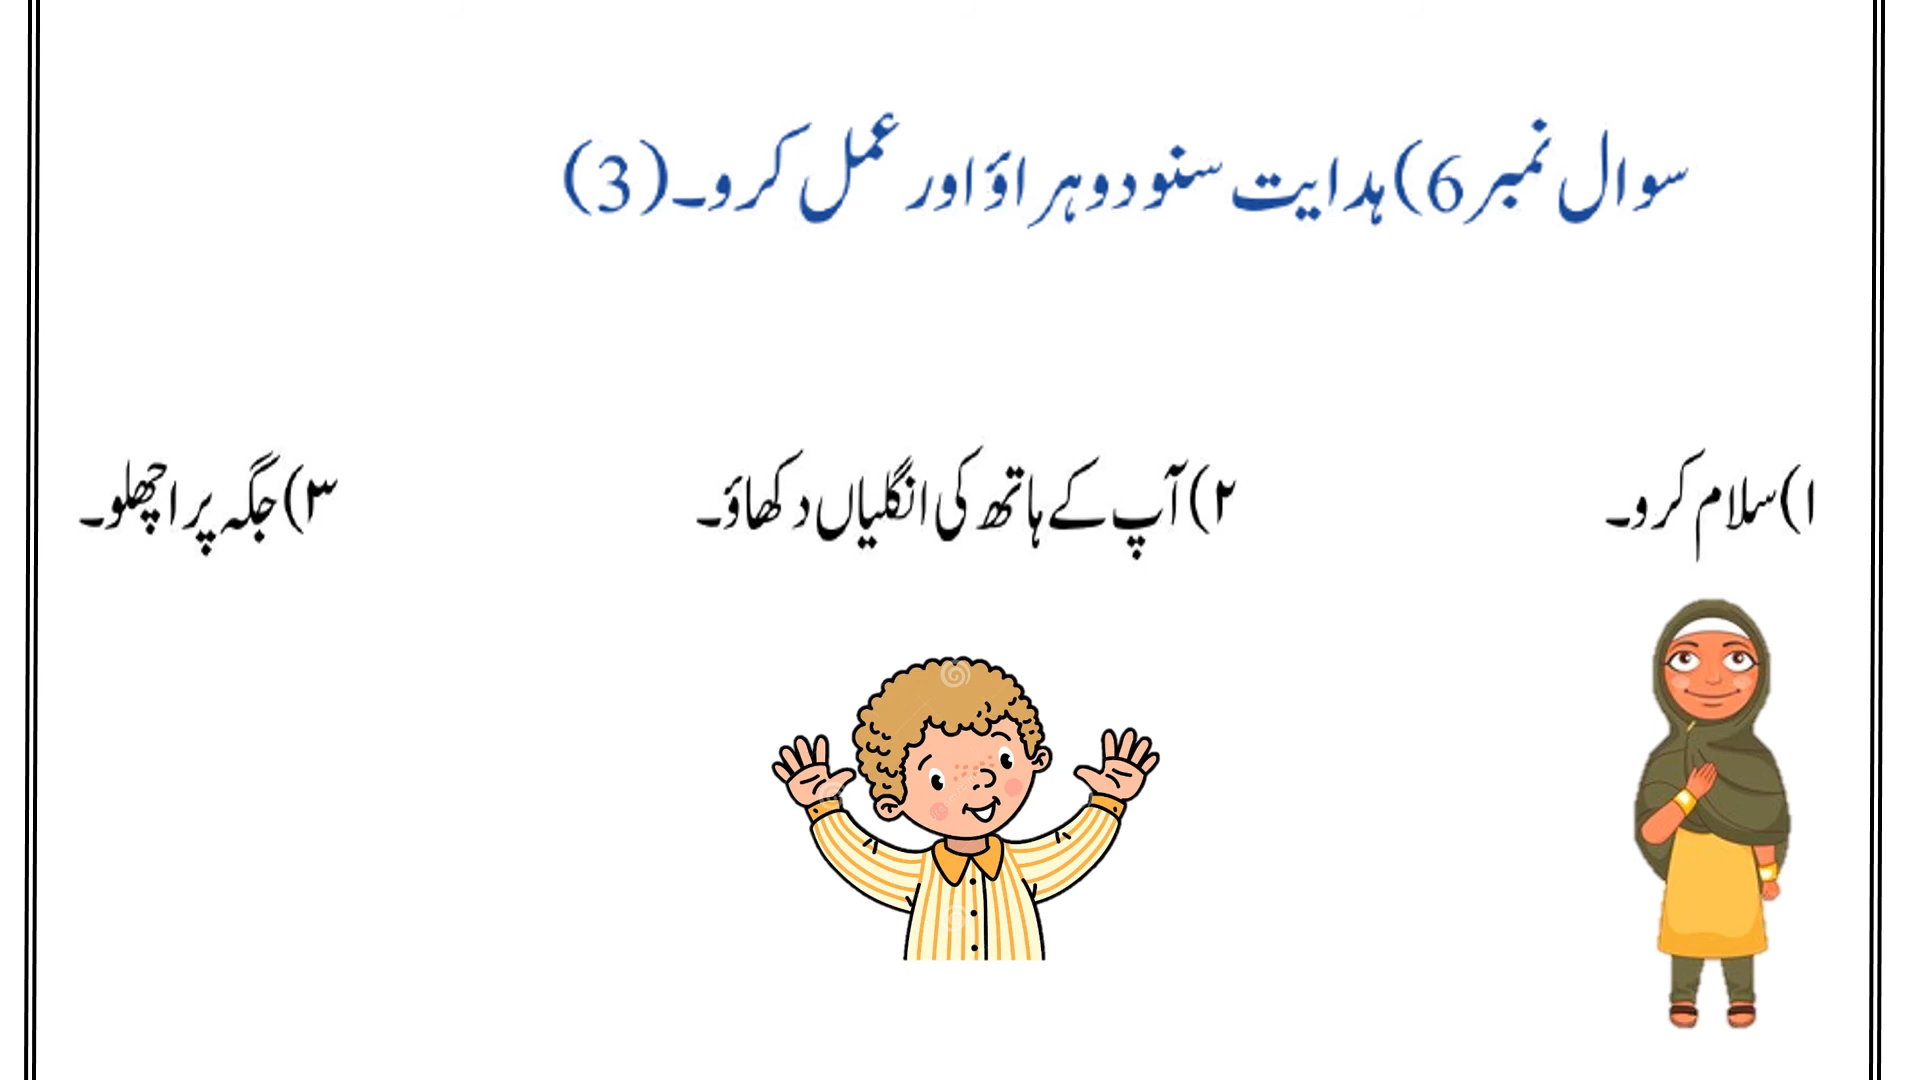 سوال نمبر 6) ہدایت سنو دوہراؤ اور عمل کرو۔ (3)
۱) سلام کرو۔
۲) آپ کے ہاتھ کی انگلیاں دکھاؤ۔
۳) جگہ پر اچھلو۔